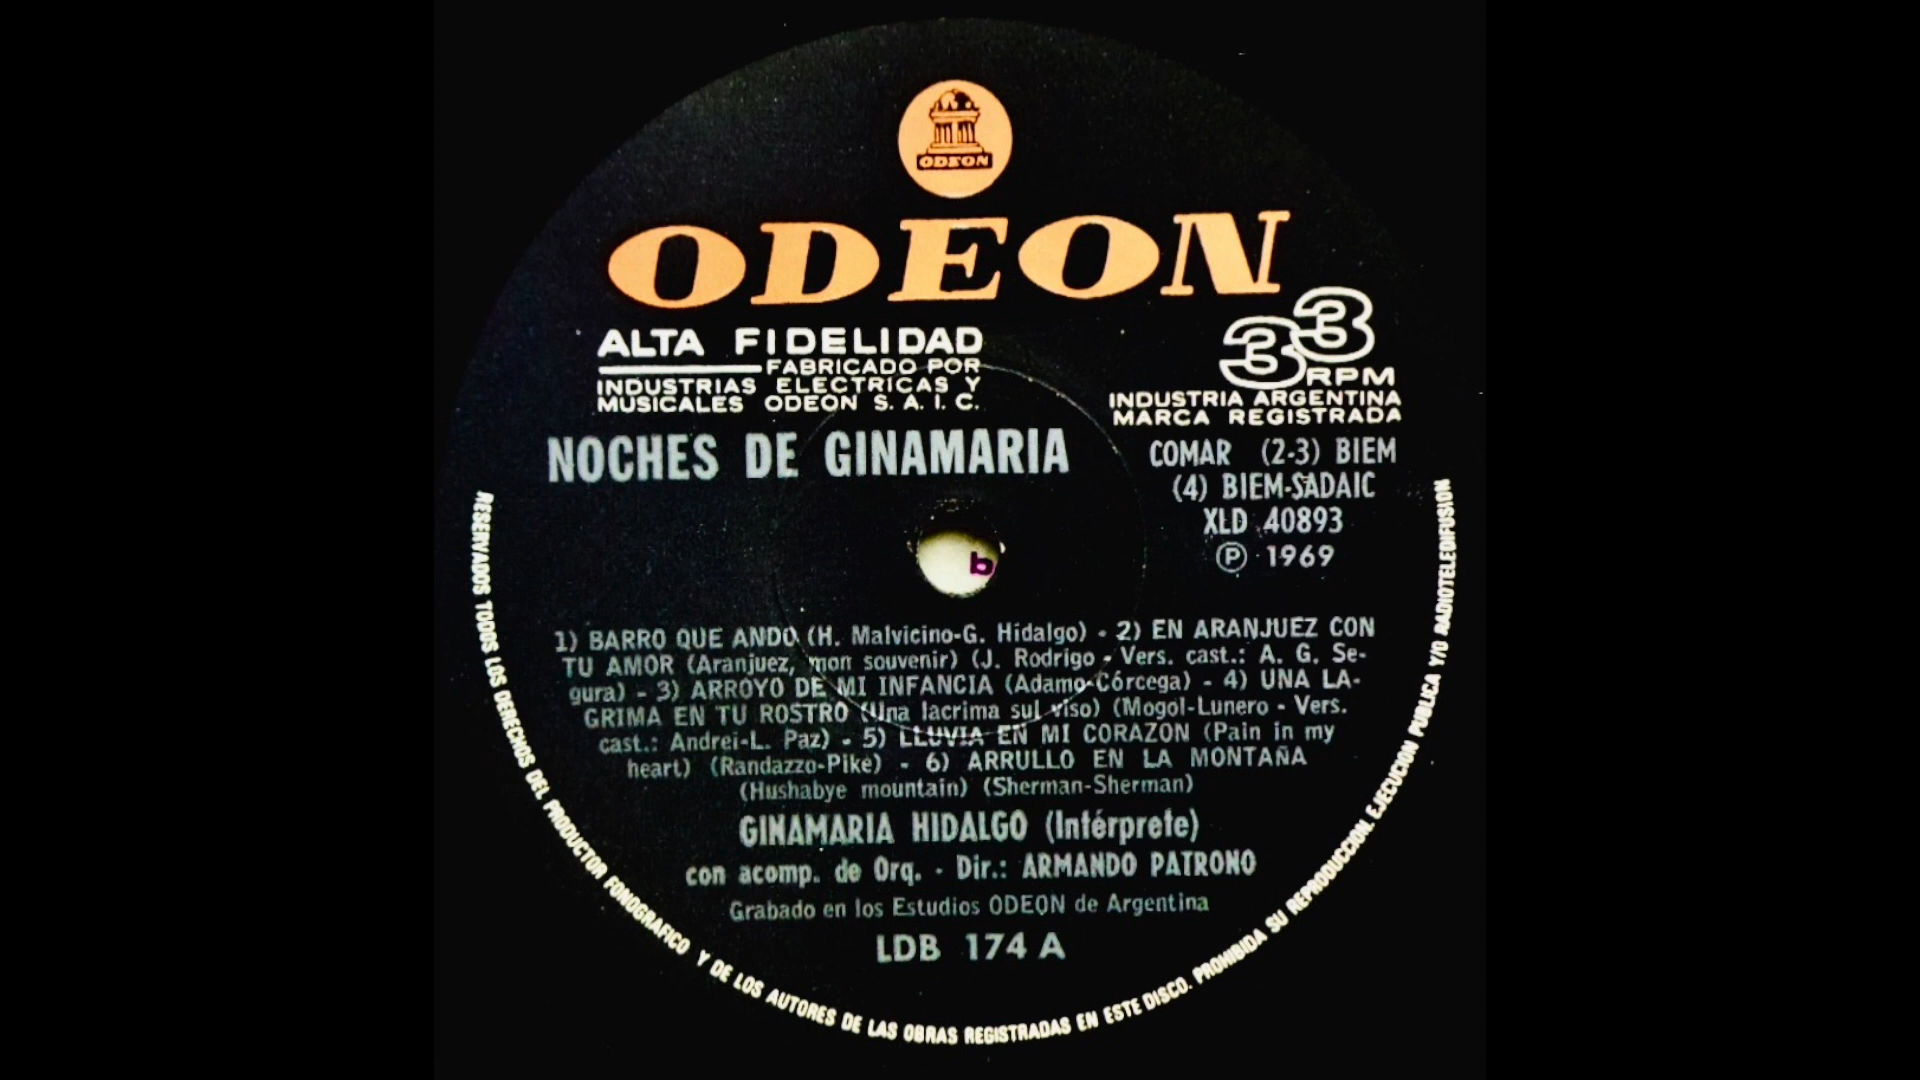 ODEON
ODEON
ALTA FIDELIDAD
FABRICADO POR
INDUSTRIAS ELECTRICAS Y
MUSICALES ODEON S. A. I. C.
33
RPM
INDUSTRIA ARGENTINA
MARCA REGISTRADA
NOCHES DE GINAMARIA
COMAR (2-3) BIEM
(4) BIEM-SADAIC
XLD 40893
Ⓟ 1969
b
1) BARRO QUE ANDO (H. Malvicino-G. Hidalgo) - 2) EN ARANJUEZ CON
TU AMOR (Aranjuez, mon souvenir) (J. Rodrigo - Vers. cast.: A. G. Se-
gura) - 3) ARROYO DE MI INFANCIA (Adamo-Córcega) - 4) UNA LA-
GRIMA EN TU ROSTRO (Una lacrima sul viso) (Mogol-Lunero - Vers.
cast.: Andrei-L. Paz) - 5) LLUVIA EN MI CORAZON (Pain in my
heart) (Randazzo-Pike) - 6) ARRULLO EN LA MONTAÑA
(Hushabye mountain) (Sherman-Sherman)
GINAMARIA HIDALGO (Intérprete)
con acomp. de Orq. - Dir.: ARMANDO PATRONO
Grabado en los Estudios ODEON de Argentina
LDB 174 A
RESERVADOS TODOS LOS DERECHOS DEL PRODUCTOR FONOGRAFICO Y DE LOS AUTORES DE LAS OBRAS REGISTRADAS EN ESTE DISCO. PROHIBIDA SU REPRODUCCION, EJECUCION PUBLICA Y/O RADIOTELEDIFUSION